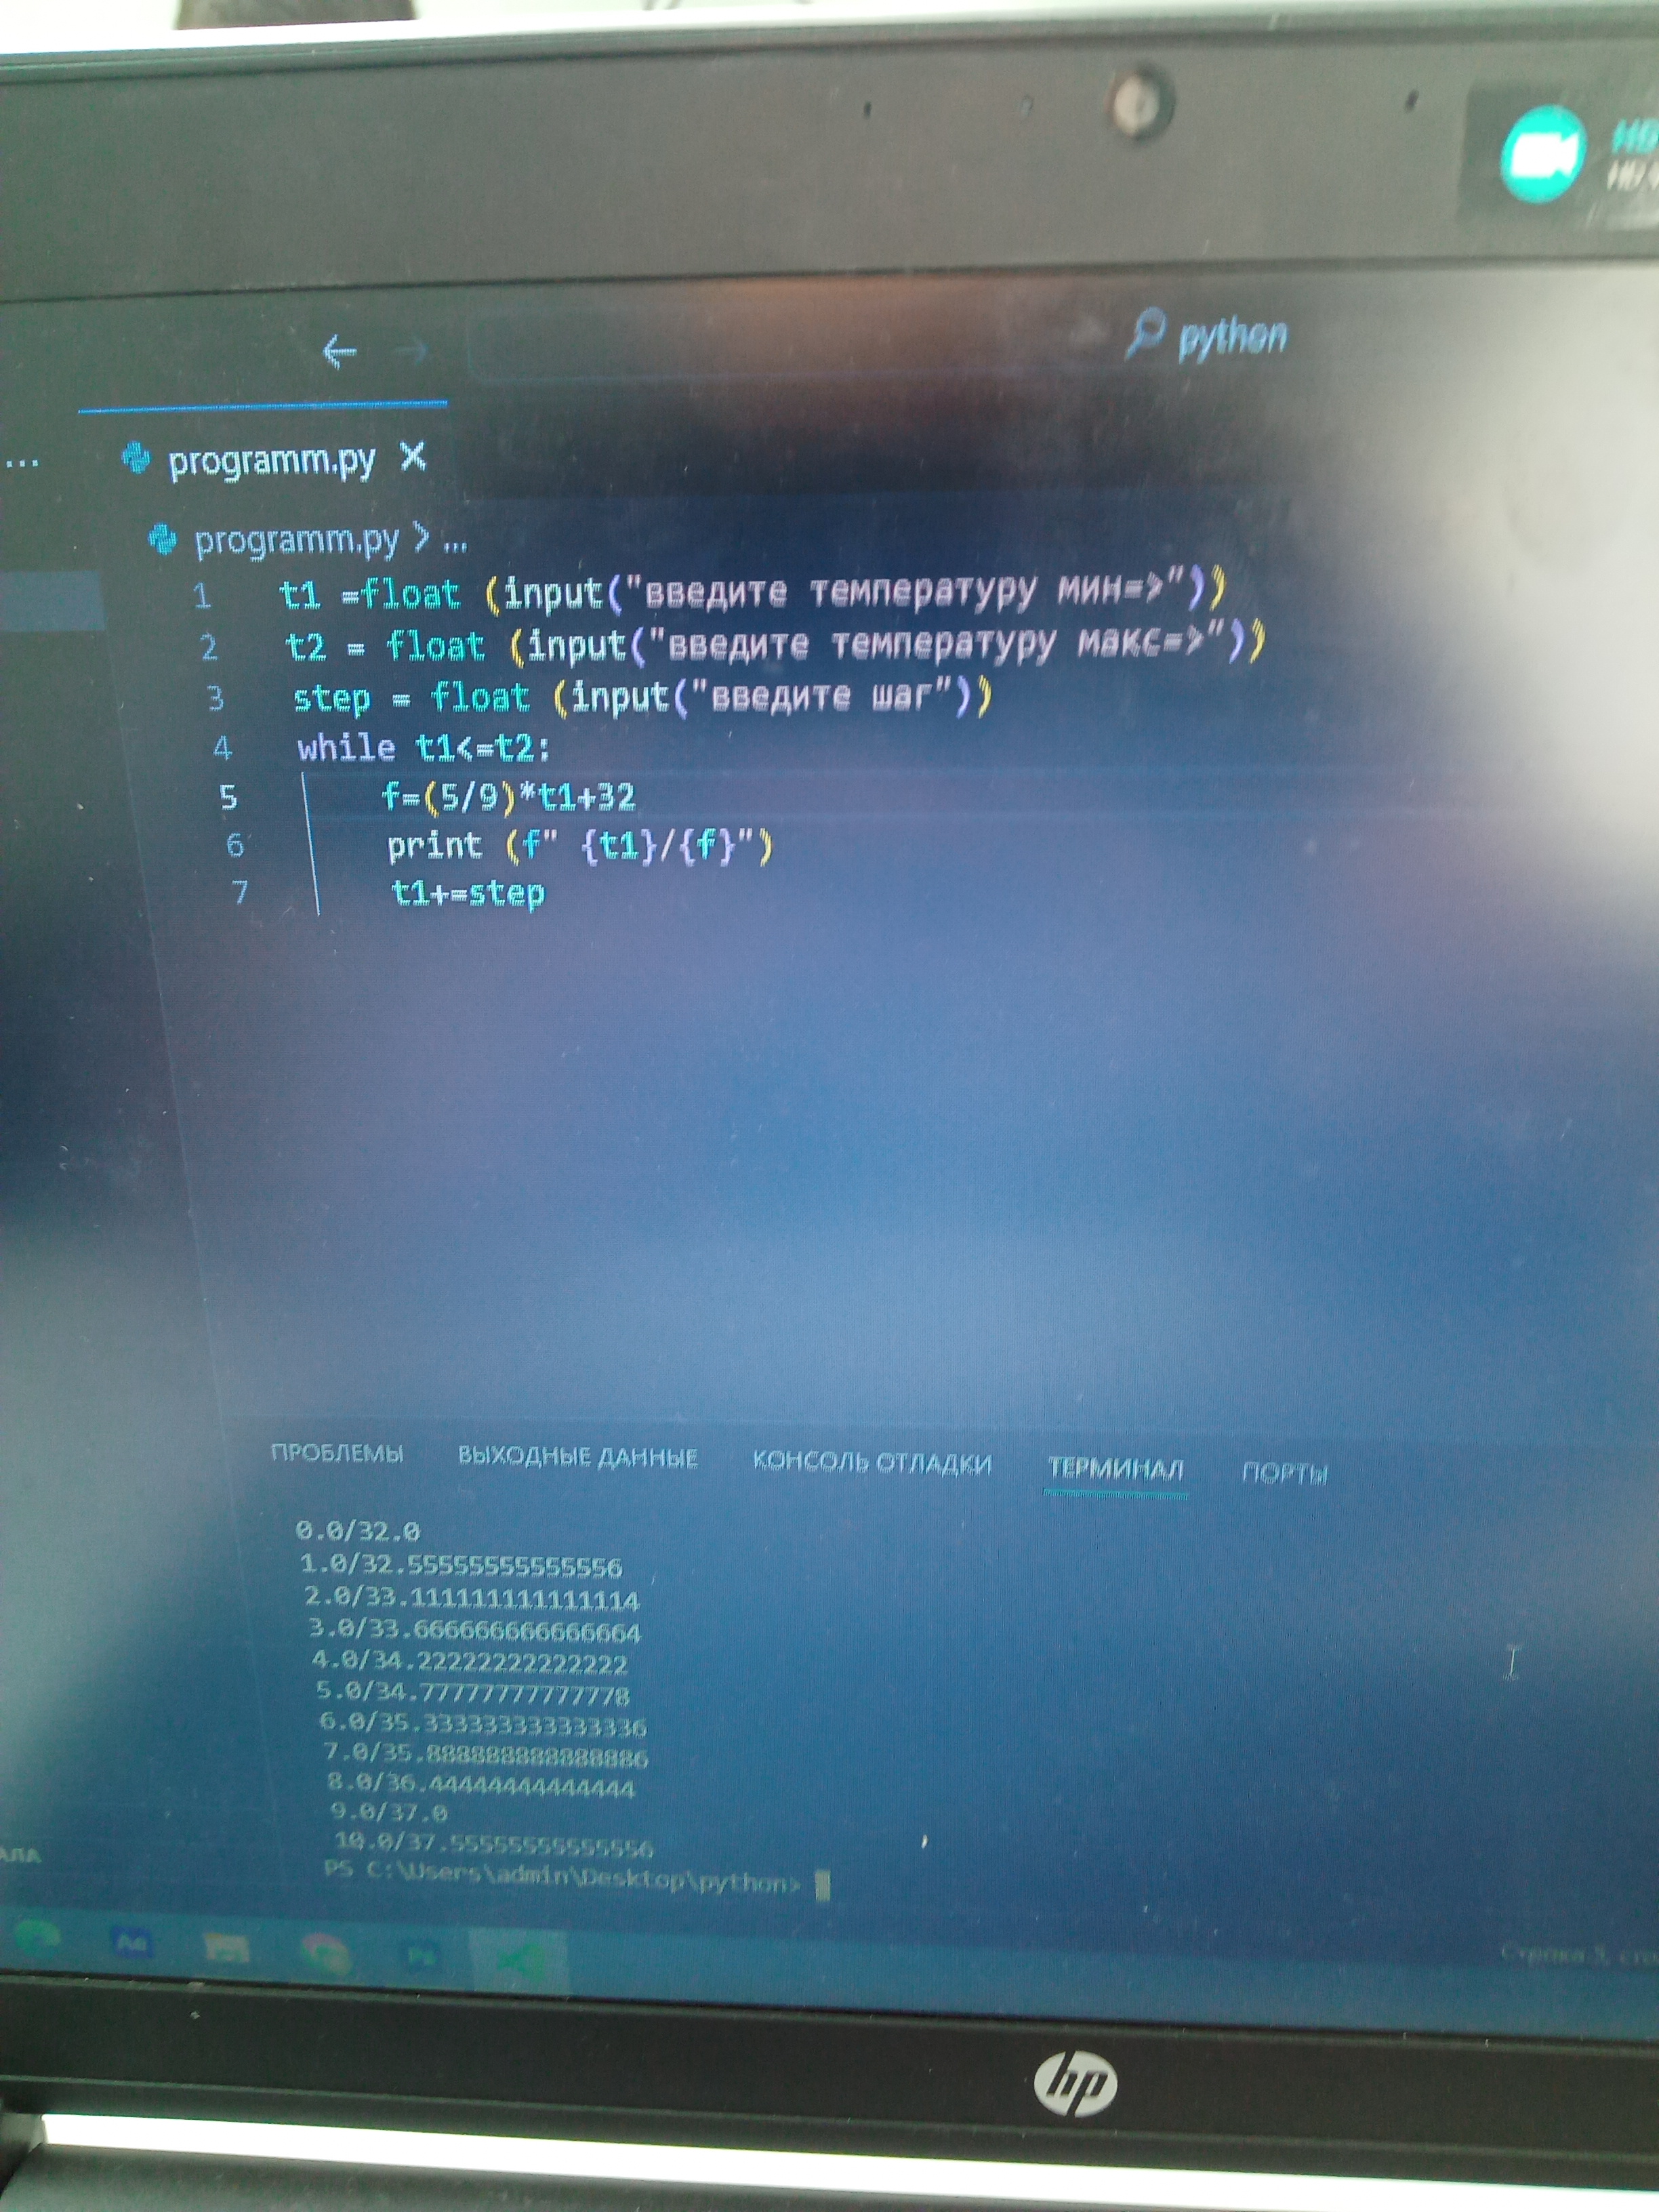 python
programm.py
programm.py > ...
1 t1 =float (input("введите температуру мин=>"))
2 t2 = float (input("введите температуру макс=>"))
3 step = float (input("введите шаг"))
4 while t1<=t2:
5 f=(5/9)*t1+32
6 print (f" {t1}/{f}")
7 t1+=step
ПРОБЛЕМЫ ВЫХОДНЫЕ ДАННЫЕ КОНСОЛЬ ОТЛАДКИ ТЕРМИНАЛ ПОРТЫ
0.0/32.0
1.0/32.55555555555556
2.0/33.111111111111114
3.0/33.666666666666664
4.0/34.22222222222222
5.0/34.77777777777778
6.0/35.333333333333336
7.0/35.888888888888886
8.0/36.44444444444444
9.0/37.0
10.0/37.55555555555556
PS C:\Users\admin\Desktop\python>
hp